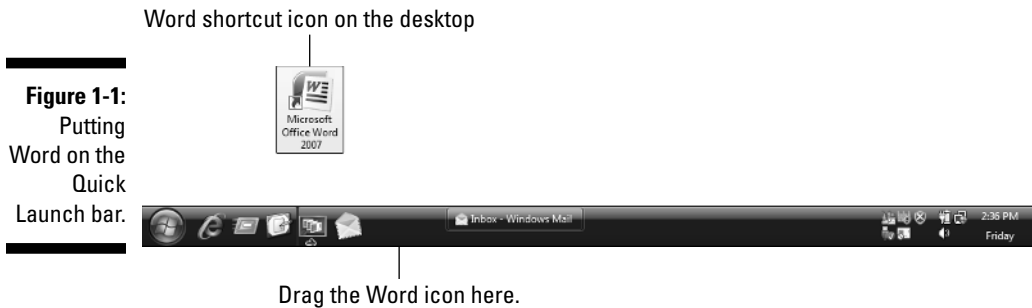 Word shortcut icon on the desktop
Figure 1-1:
Putting
Word on the
Quick
Launch bar.
W
Microsoft
Office Word
2007
Inbox - Windows Mail
2:36 PM
Friday
Drag the Word icon here.